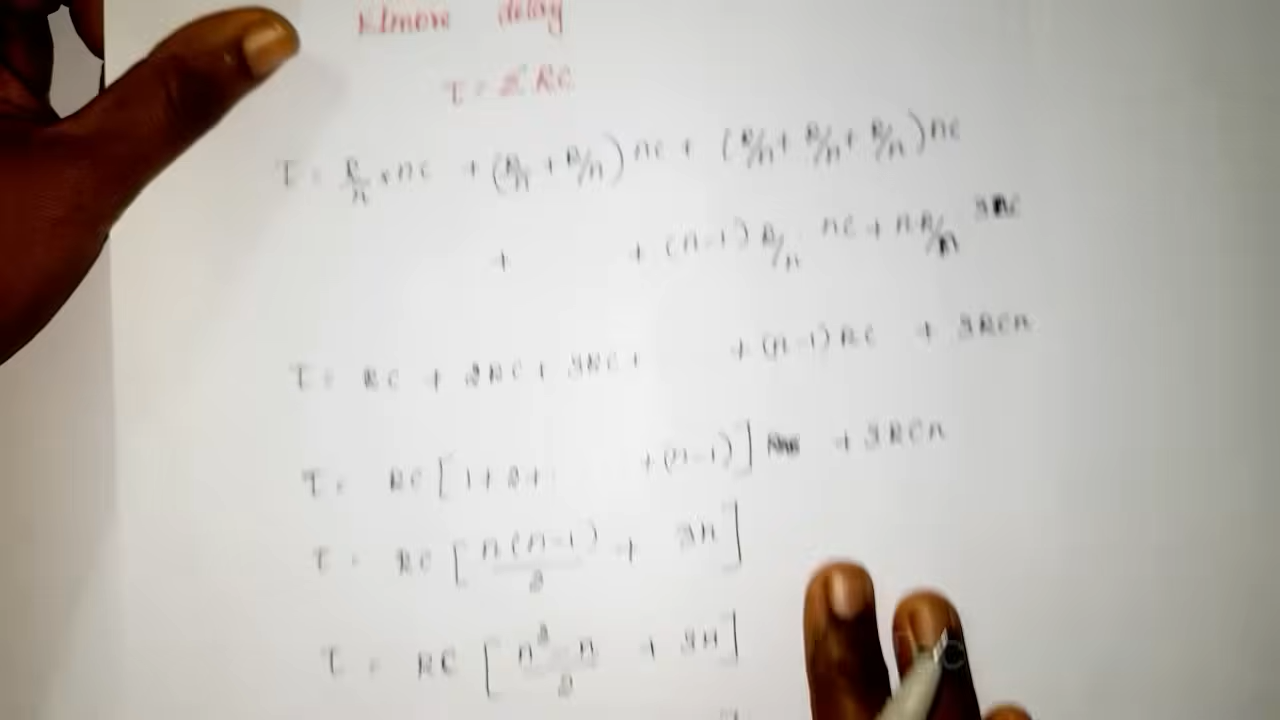 Elmore delay
τ = Σ RC
τ = R/n × nC + (R/n + R/n) nC + (R/n + R/n + R/n) nC
+ + (n-1) R/n nC + n R/n 3nC
τ = RC + 2RC + 3RC + + (n-1) RC + 3RCn
τ = RC [1+2+ + (n-1)] + 3RCn
τ = RC [n(n-1)/2 + 3n]
τ = RC [n²-n/2 + 3n]